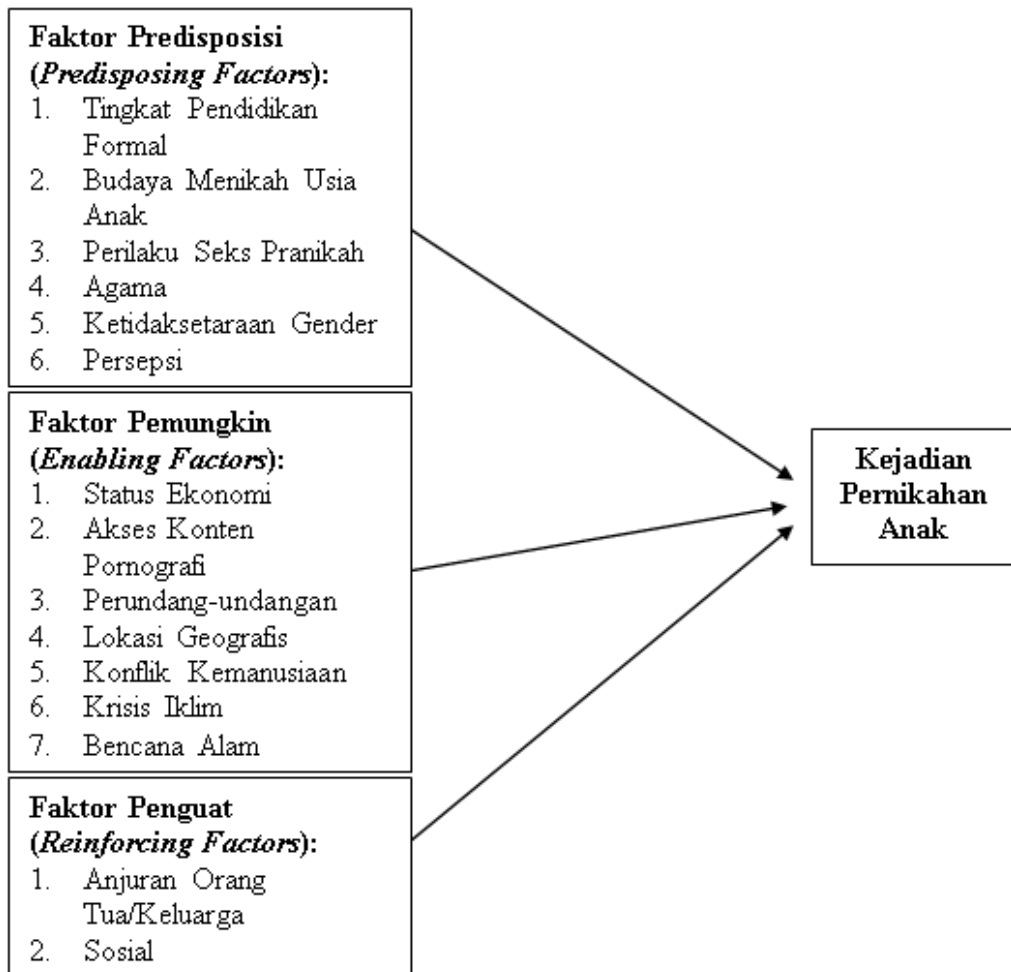 Faktor Predisposisi
(Predisposing Factors):
1. Tingkat Pendidikan
Formal
2. Budaya Menikah Usia
Anak
3. Perilaku Seks Pranikah
4. Agama
5. Ketidaksetaraan Gender
6. Persepsi
Faktor Pemungkin
(Enabling Factors):
1. Status Ekonomi
2. Akses Konten
Pornografi
3. Perundang-undangan
4. Lokasi Geografis
5. Konflik Kemanusiaan
6. Krisis Iklim
7. Bencana Alam
Faktor Penguat
(Reinforcing Factors):
1. Anjuran Orang
Tua/Keluarga
2. Sosial
Kejadian
Pernikahan
Anak